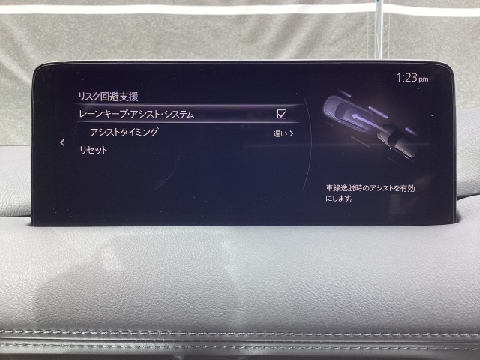 1:23pm
リスク回避支援
レーンキープ・アシスト・システム
アシストタイミング
遅い
リセット
車線逸脱時のアシストを有効
にします。